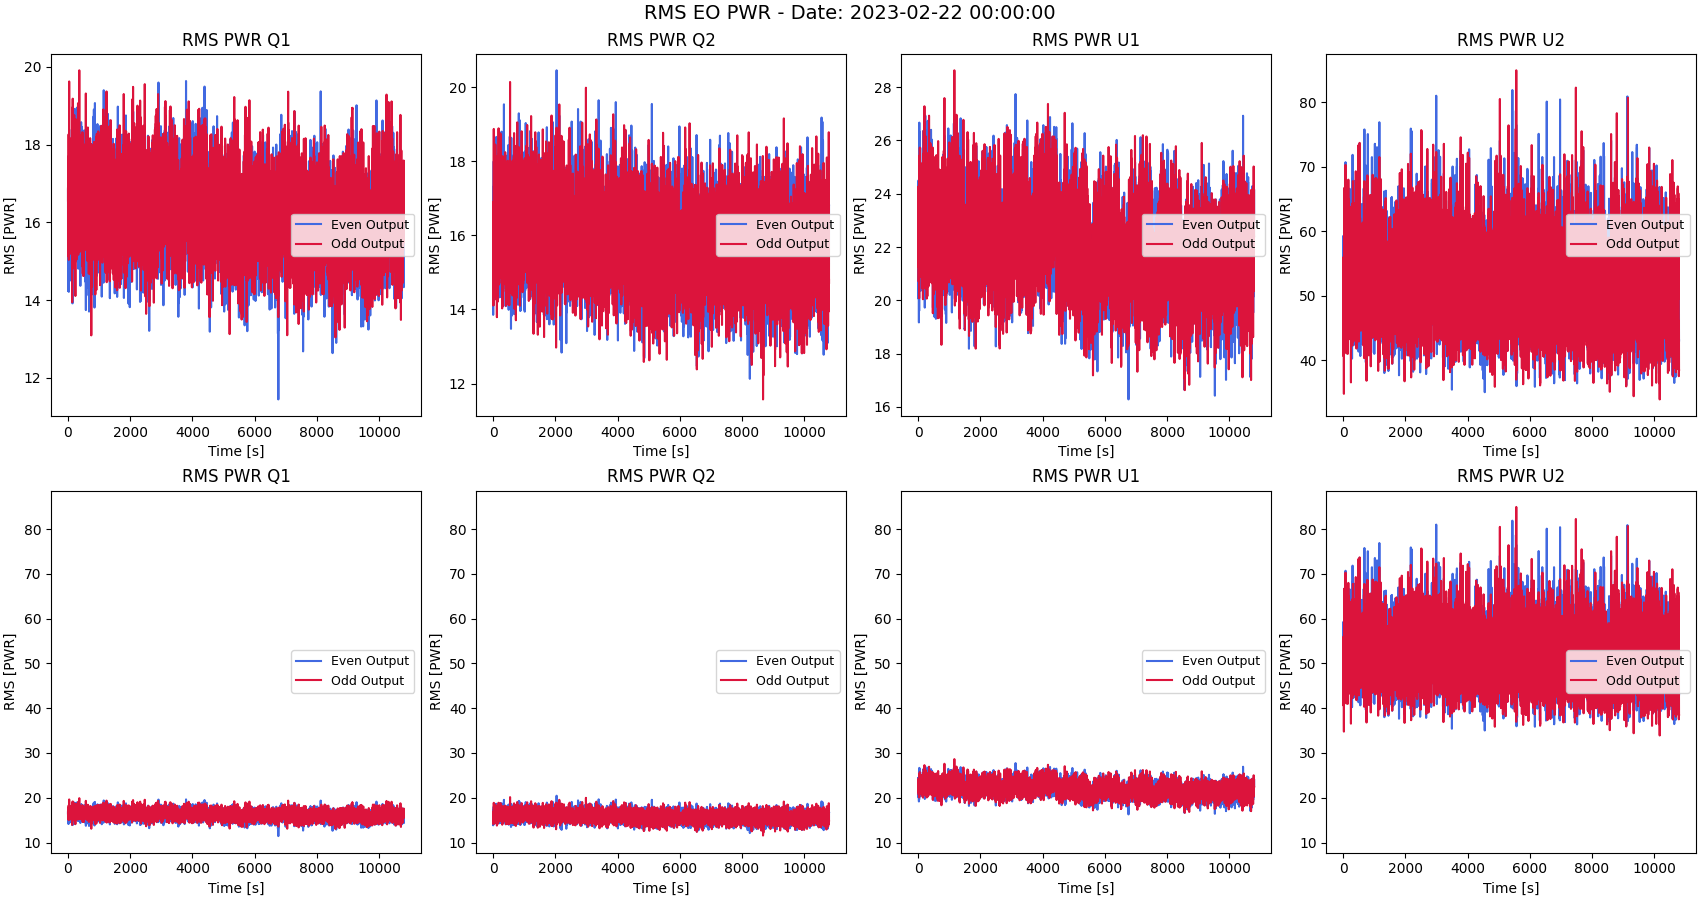 RMS EO PWR - Date: 2023-02-22 00:00:00
RMS PWR Q1
RMS PWR Q2
RMS PWR U1
RMS PWR U2
RMS [PWR]
20
18
16
14
12
Even Output
Odd Output
0 2000 4000 6000 8000 10000
Time [s]
RMS [PWR]
20
18
16
14
12
Even Output
Odd Output
0 2000 4000 6000 8000 10000
Time [s]
RMS [PWR]
28
26
24
22
20
18
16
Even Output
Odd Output
0 2000 4000 6000 8000 10000
Time [s]
RMS [PWR]
80
70
60
50
40
Even Output
Odd Output
0 2000 4000 6000 8000 10000
Time [s]
RMS PWR Q1
RMS PWR Q2
RMS PWR U1
RMS PWR U2
RMS [PWR]
80
70
60
50
40
30
20
10
Even Output
Odd Output
0 2000 4000 6000 8000 10000
Time [s]
RMS [PWR]
80
70
60
50
40
30
20
10
Even Output
Odd Output
0 2000 4000 6000 8000 10000
Time [s]
RMS [PWR]
80
70
60
50
40
30
20
10
Even Output
Odd Output
0 2000 4000 6000 8000 10000
Time [s]
RMS [PWR]
80
70
60
50
40
30
20
10
Even Output
Odd Output
0 2000 4000 6000 8000 10000
Time [s]